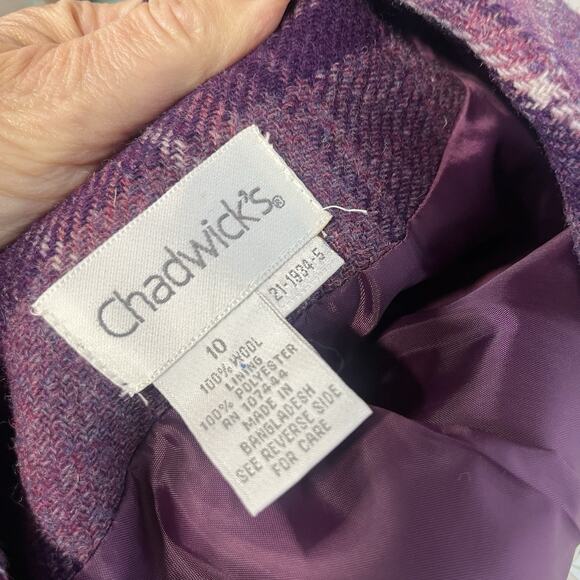 Chadwick's®
21-1934-5
10
100% WOOL
LINING
100% POLYESTER
RN 107444
MADE IN
BANGLADESH
SEE REVERSE SIDE
FOR CARE